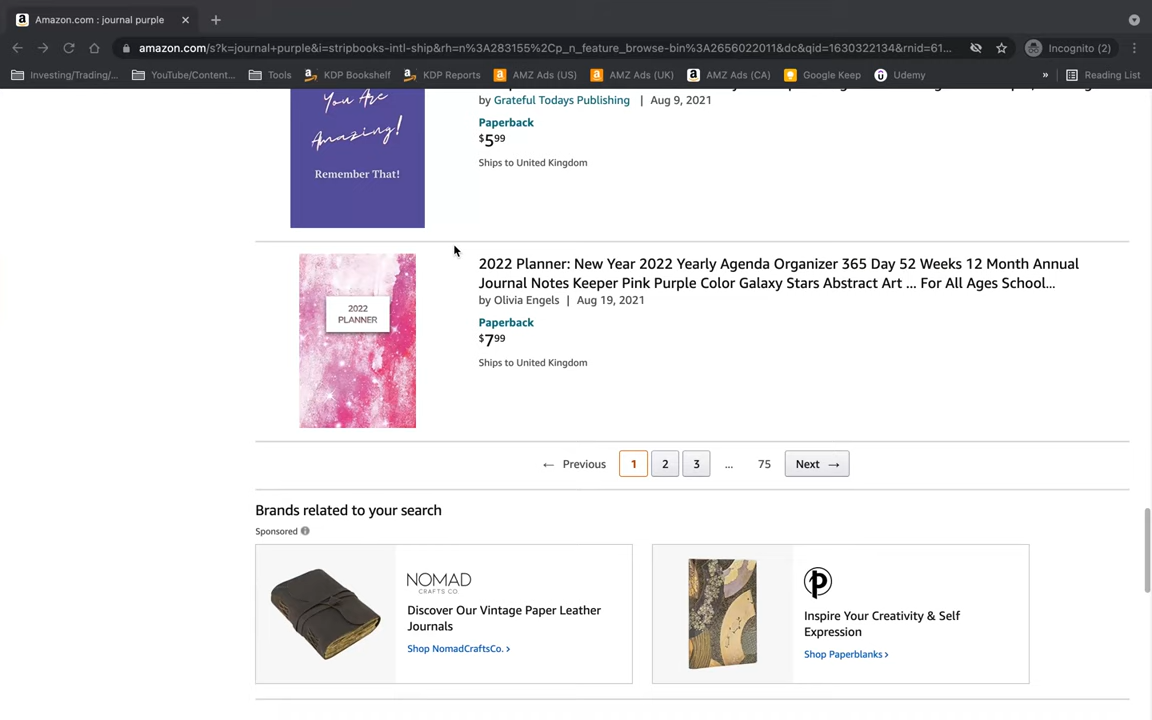 Amazon.com : journal purple
amazon.com/s?k=journal+purple&i=stripbooks-intl-ship&rh=n%3A283155%2Cp_n_feature_browse-bin%3A2656022011&dc&qid=1630322134&rnid=61...
Incognito (2)
Investing/Trading/...
YouTube/Content...
Tools
KDP Bookshelf
KDP Reports
AMZ Ads (US)
AMZ Ads (UK)
AMZ Ads (CA)
Google Keep
Udemy
»
Reading List
You Are
Amazing!
Remember That!
by Grateful Todays Publishing | Aug 9, 2021
Paperback
$599
Ships to United Kingdom
2022
PLANNER
2022 Planner: New Year 2022 Yearly Agenda Organizer 365 Day 52 Weeks 12 Month Annual
Journal Notes Keeper Pink Purple Color Galaxy Stars Abstract Art ... For All Ages School...
by Olivia Engels | Aug 19, 2021
Paperback
$799
Ships to United Kingdom
← Previous 1 2 3 ... 75 Next →
Brands related to your search
Sponsored
NOMAD
CRAFTS CO.
Discover Our Vintage Paper Leather
Journals
Shop NomadCraftsCo. ›
Inspire Your Creativity & Self
Expression
Shop Paperblanks ›